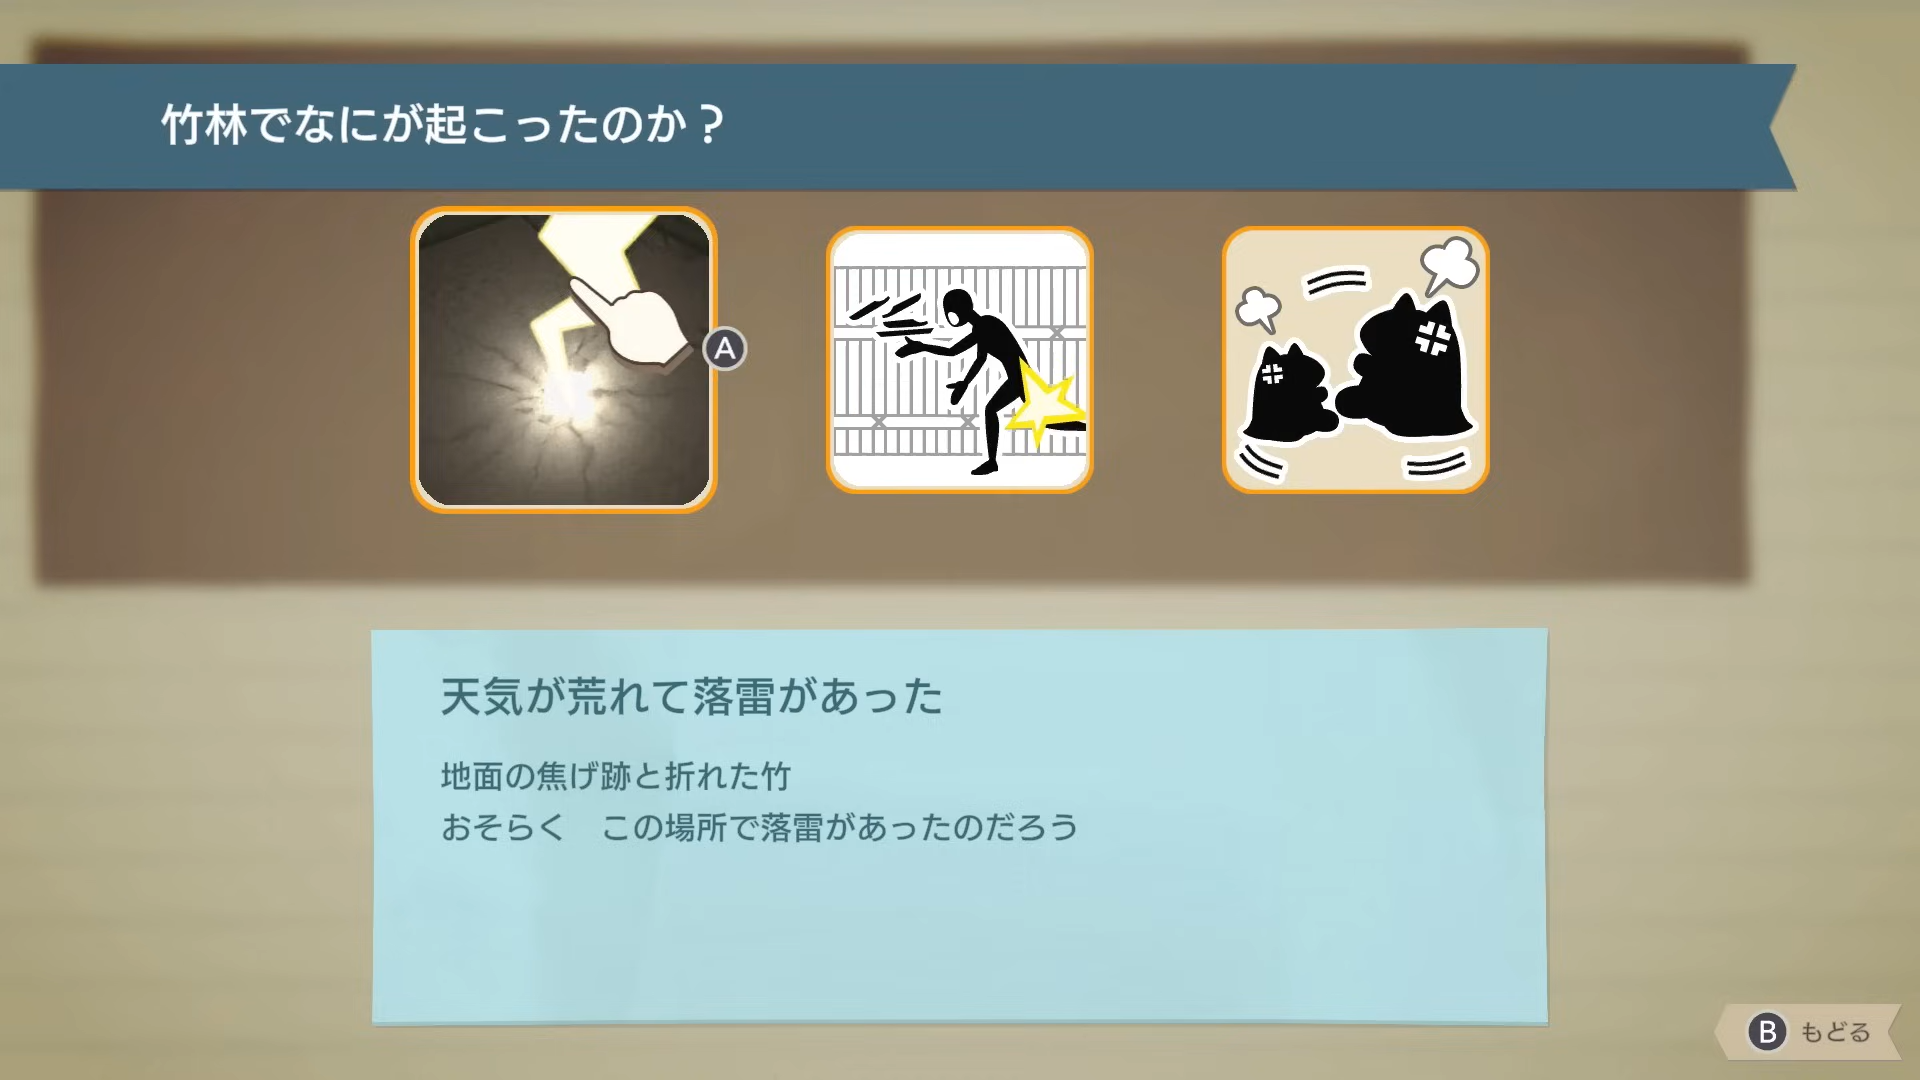 竹林でなにが起こったのか？
A
天気が荒れて落雷があった
地面の焦げ跡と折れた竹
おそらく　この場所で落雷があったのだろう
B もどる